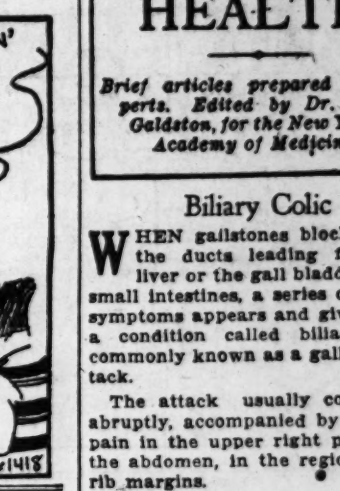 N'
HEALT
Brief articles prepared
perts. Edited by Dr.
Galdston, for the New Y
Academy of Medicin
Biliary Colic
WHEN gallstones bloc
the ducts leading f
liver or the gall bladd
small intestines, a series o
symptoms appears and giv
a condition called bilia
commonly known as a gall
tack.
The attack usually co
abruptly, accompanied by
pain in the upper right p
the abdomen, in the regio
rib margins.
1418